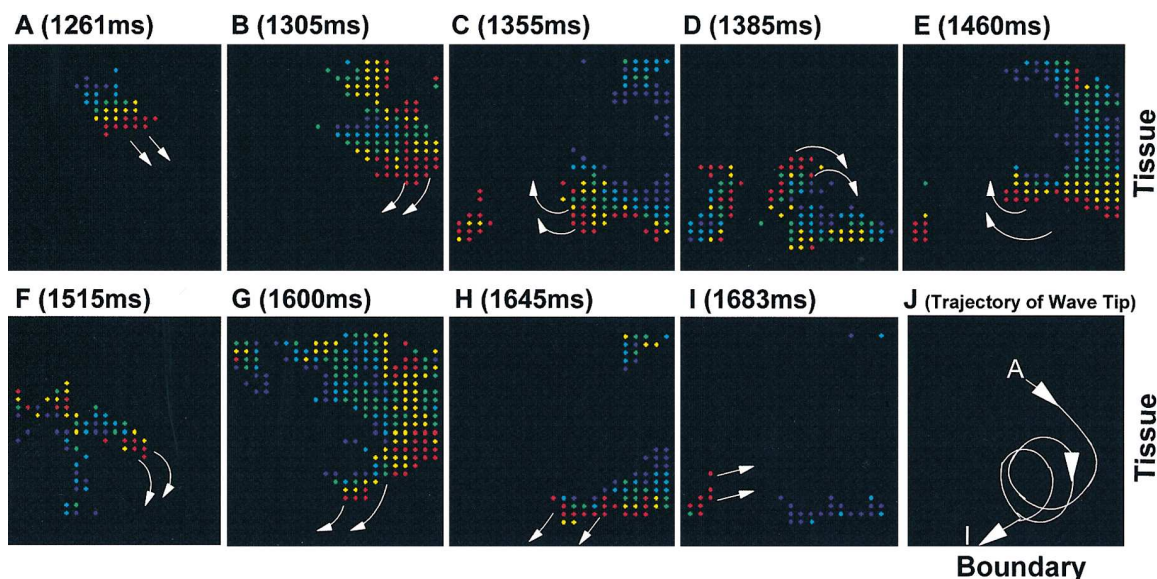 A (1261ms)
B (1305ms)
C (1355ms)
D (1385ms)
E (1460ms)
Tissue
F (1515ms)
G (1600ms)
H (1645ms)
I (1683ms)
J (Trajectory of Wave Tip)
A
I
Tissue
Boundary